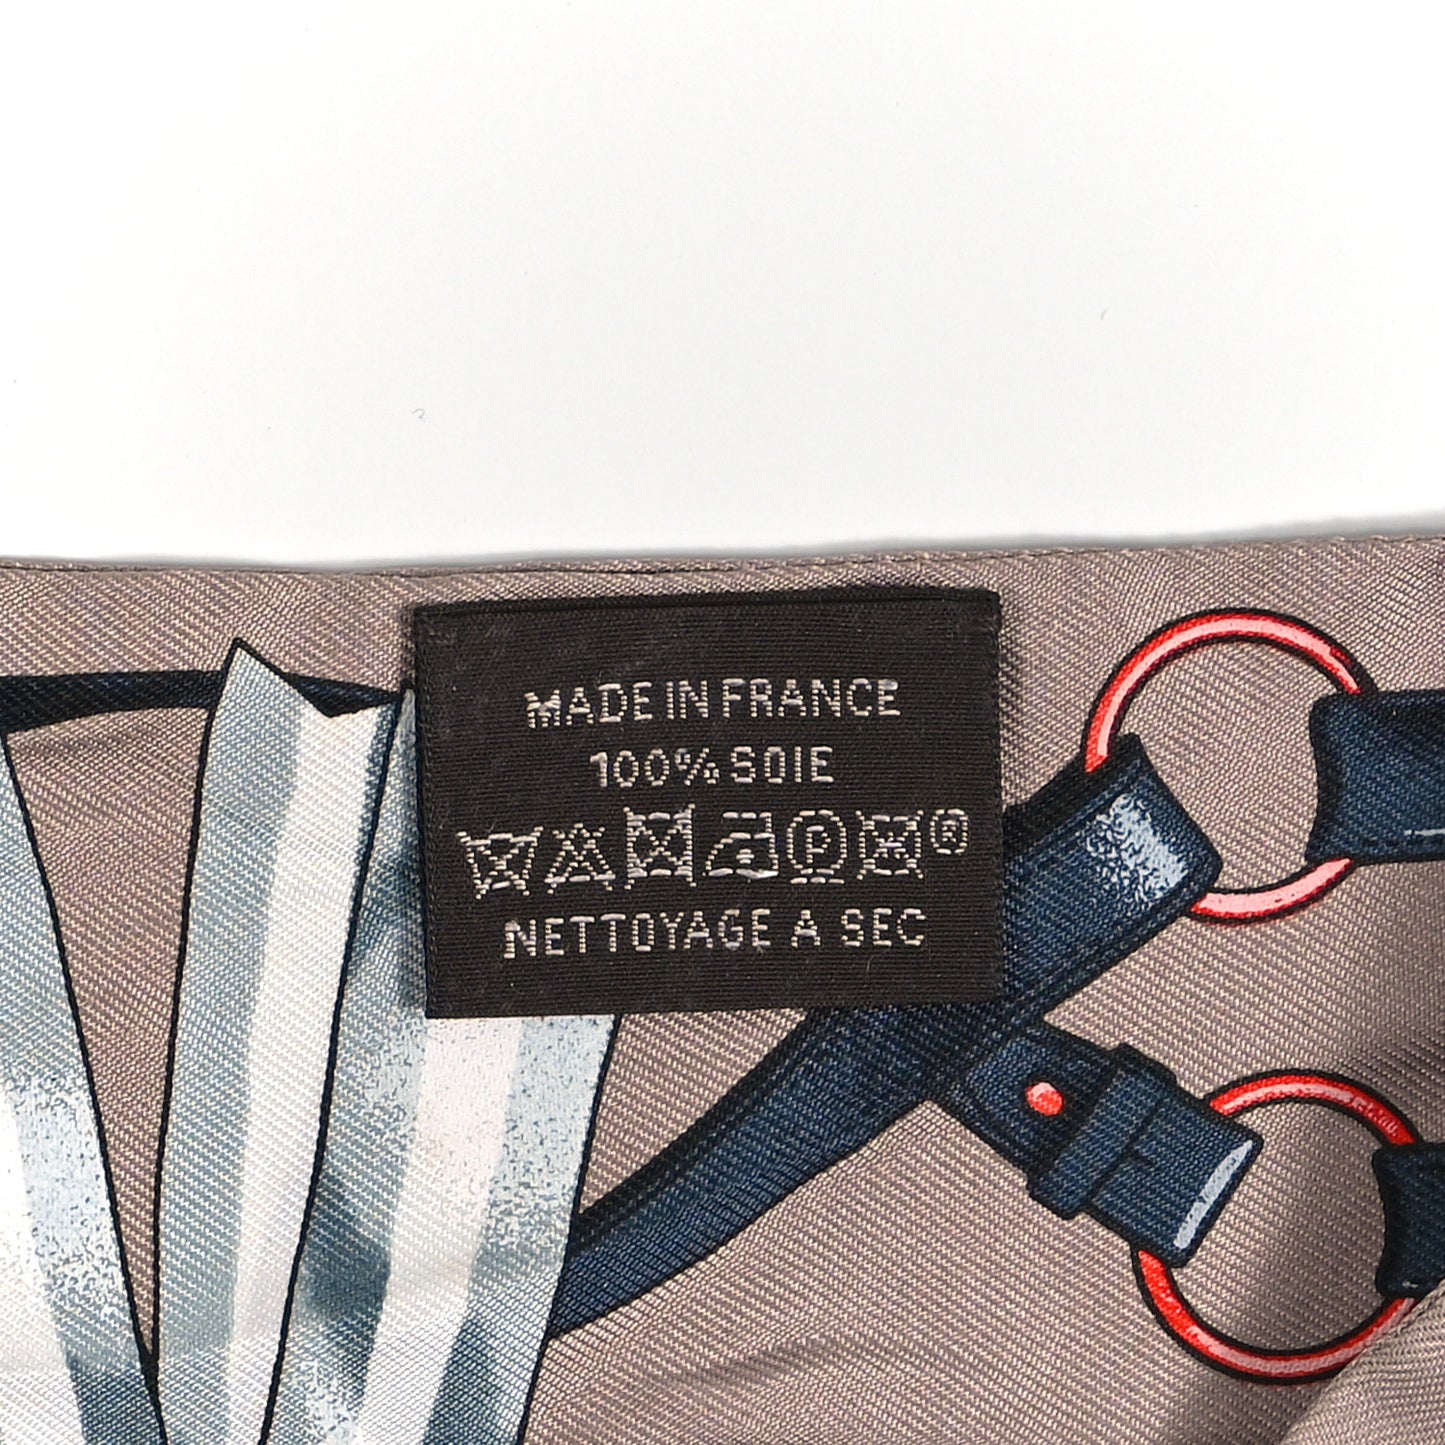 MADE IN FRANCE
100% SOIE
P ®
NETTOYAGE A SEC